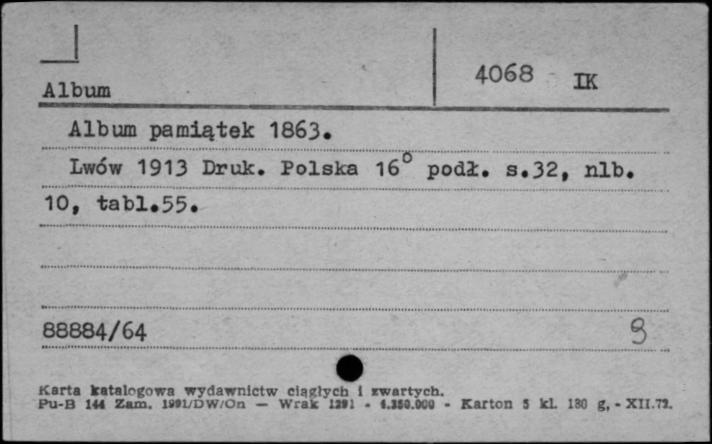 4068 IK
Album
Album pamiątek 1863.
Lwów 1913 Druk. Polska 16° podł. s.32, nlb.
10, tabl.55.
88884/64
Karta katalogowa wydawnictw ciągłych i zwartych.
Pu-B 144 Zam. 1991/DW/On — Wrak 1291 - 4.350.000 - Karton 5 kl. 180 g, - XII.72.